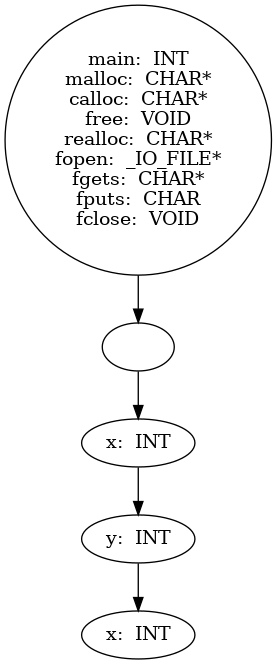 main: INT
malloc: CHAR*
calloc: CHAR*
free: VOID
realloc: CHAR*
fopen: _IO_FILE*
fgets: CHAR*
fputs: CHAR
fclose: VOID
x: INT
y: INT
x: INT